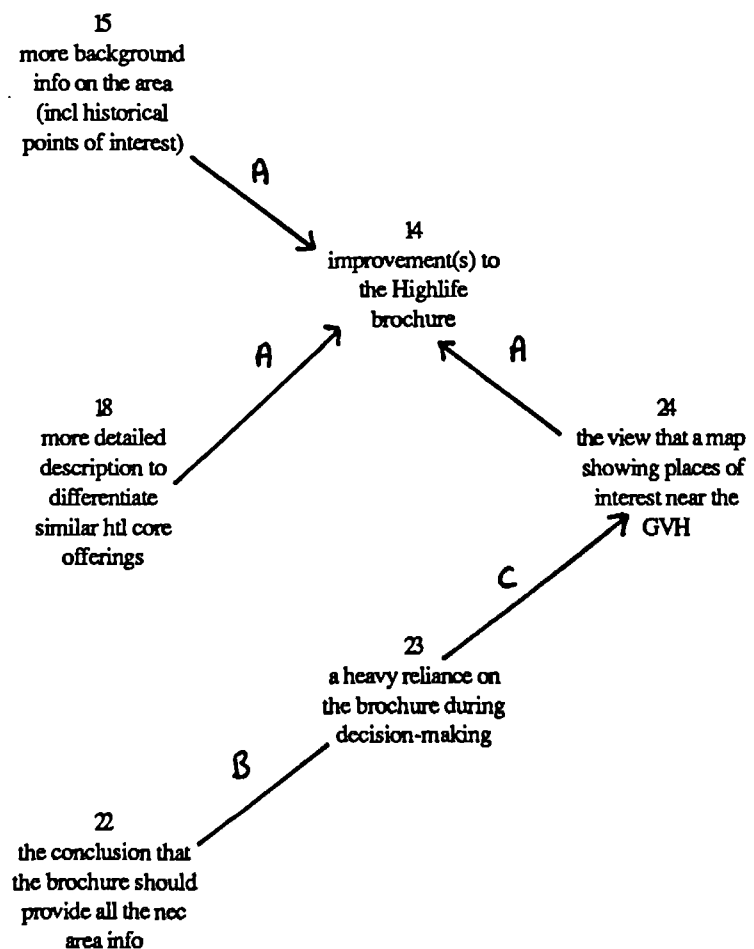 15
more background
info on the area
(incl historical
points of interest)
A
14
improvement(s) to
the Highlife
brochure
A
A
18
more detailed
description to
differentiate
similar htl core
offerings
24
the view that a map
showing places of
interest near the
GVH
C
23
a heavy reliance on
the brochure during
decision-making
B
22
the conclusion that
the brochure should
provide all the nec
area info